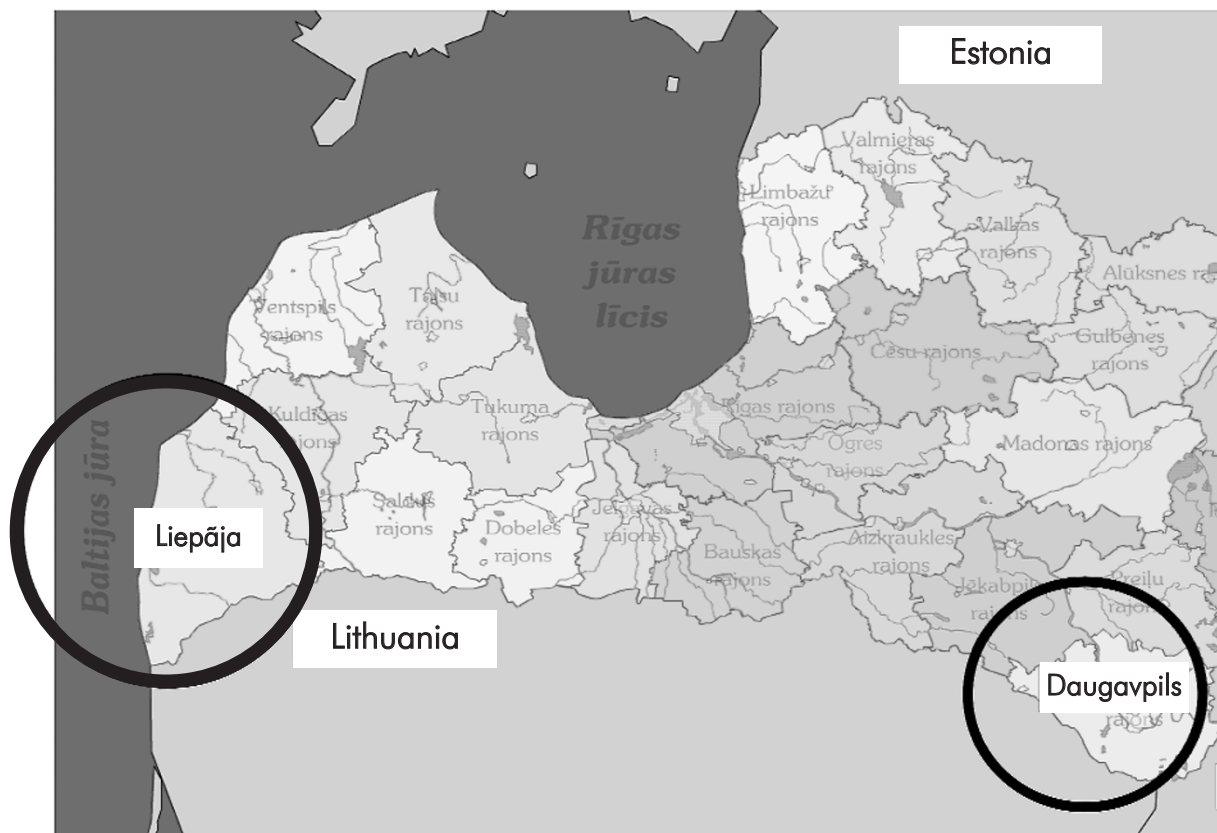 Estonia
Valmieras
rajons
Limbažu
rajons
Valkas
rajons
Rīgas
jūras
līcis
Alūksnes
Talsu
rajons
Ventspils
rajons
Gulbenes
rajons
Cēsu rajons
Kuldīgas
rajons
Tukuma
rajons
Rīgas rajons
Ogres
rajons
Madonas rajons
Baltijas jūra
Liepāja
Saldus
rajons
Dobeles
rajons
Jelgavas
rajons
Bauskas
rajons
Aizkraukles
rajons
Jēkabpils
rajons
Preiļu
rajons
Lithuania
Daugavpils
rajons